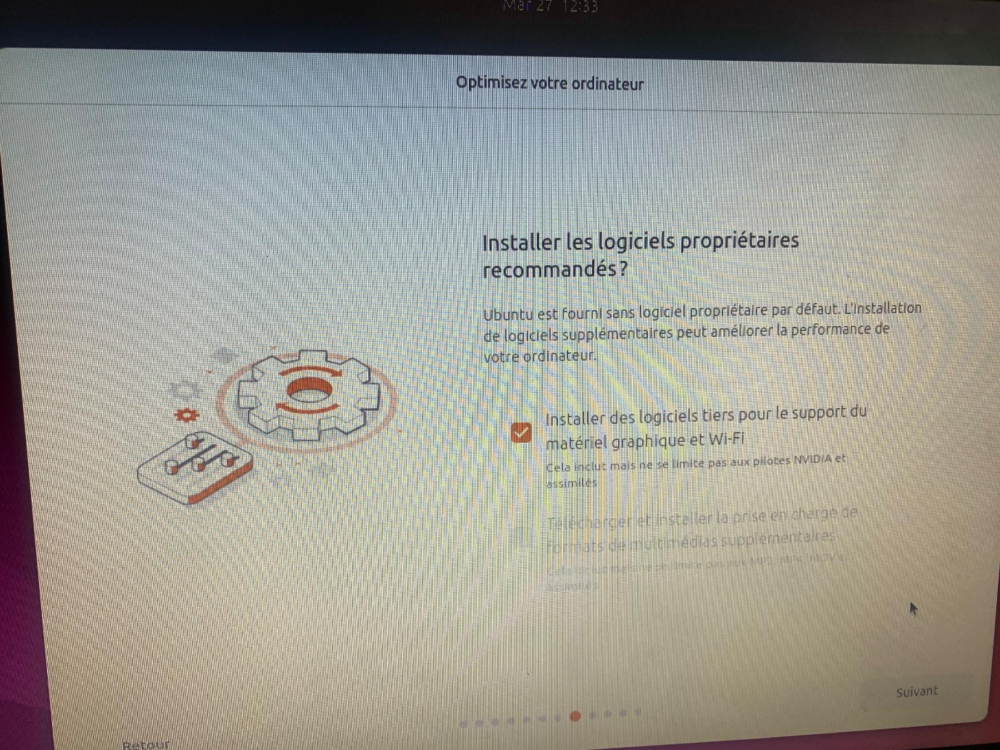 Mar 27 12:33
Optimisez votre ordinateur
Installer les logiciels propriétaires
recommandés ?
Ubuntu est fourni sans logiciel propriétaire par défaut. L'installation
de logiciels supplémentaires peut améliorer la performance de
votre ordinateur.
Installer des logiciels tiers pour le support du
matériel graphique et Wi-Fi
Cela inclut mais ne se limite pas aux pilotes NVIDIA et
assimilés
Télécharger et installer la prise en charge de
formats de multimédias supplémentaires
Cela inclut mais ne se limite pas aux MP3, MP4, MOV et
assimilés
Suivant
Retour